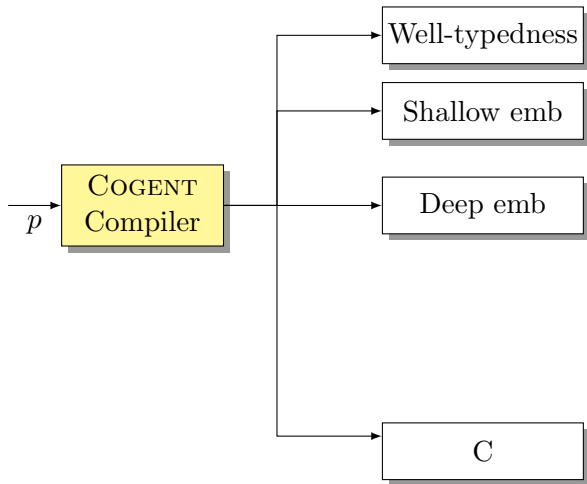 Well-typedness
Shallow emb
COGENT
Compiler
p
Deep emb
C